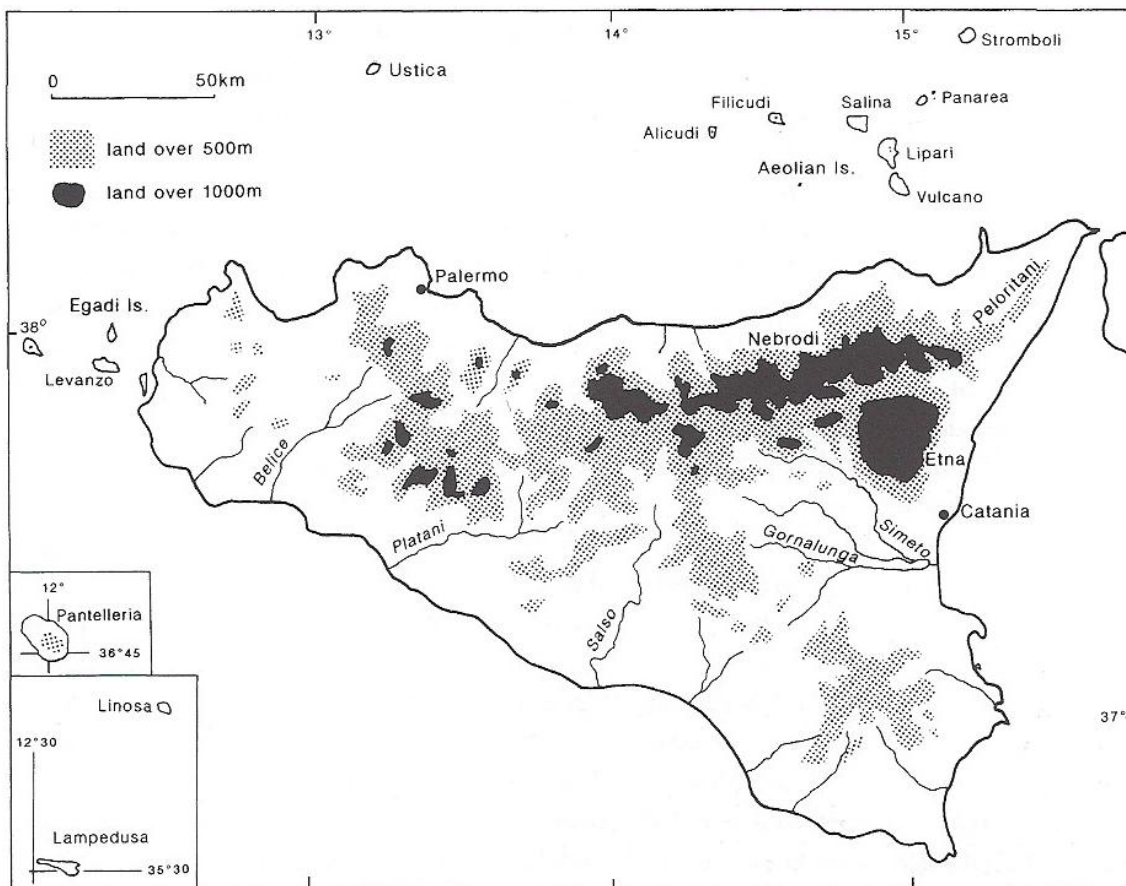 13°
14°
15°
Stromboli
0 50km
Ustica
land over 500m
land over 1000m
Filicudi
Salina
Panarea
Alicudi
Lipari
Aeolian Is.
Vulcano
Palermo
Egadi Is.
38°
Levanzo
Nebrodi
Peloritani
Belice
Etna
Platani
Catania
Simeto
Gornalunga
Salso
12°
Pantelleria
36°45
Linosa
37°
12°30
Lampedusa
35°30